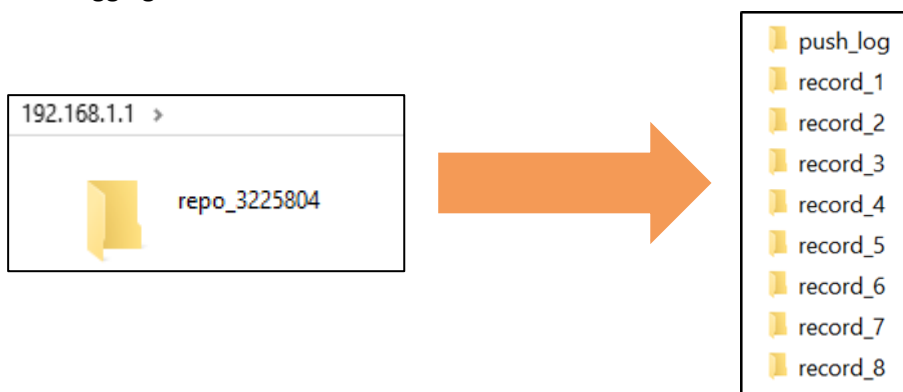 192.168.1.1 >
repo_3225804
push_log
record_1
record_2
record_3
record_4
record_5
record_6
record_7
record_8